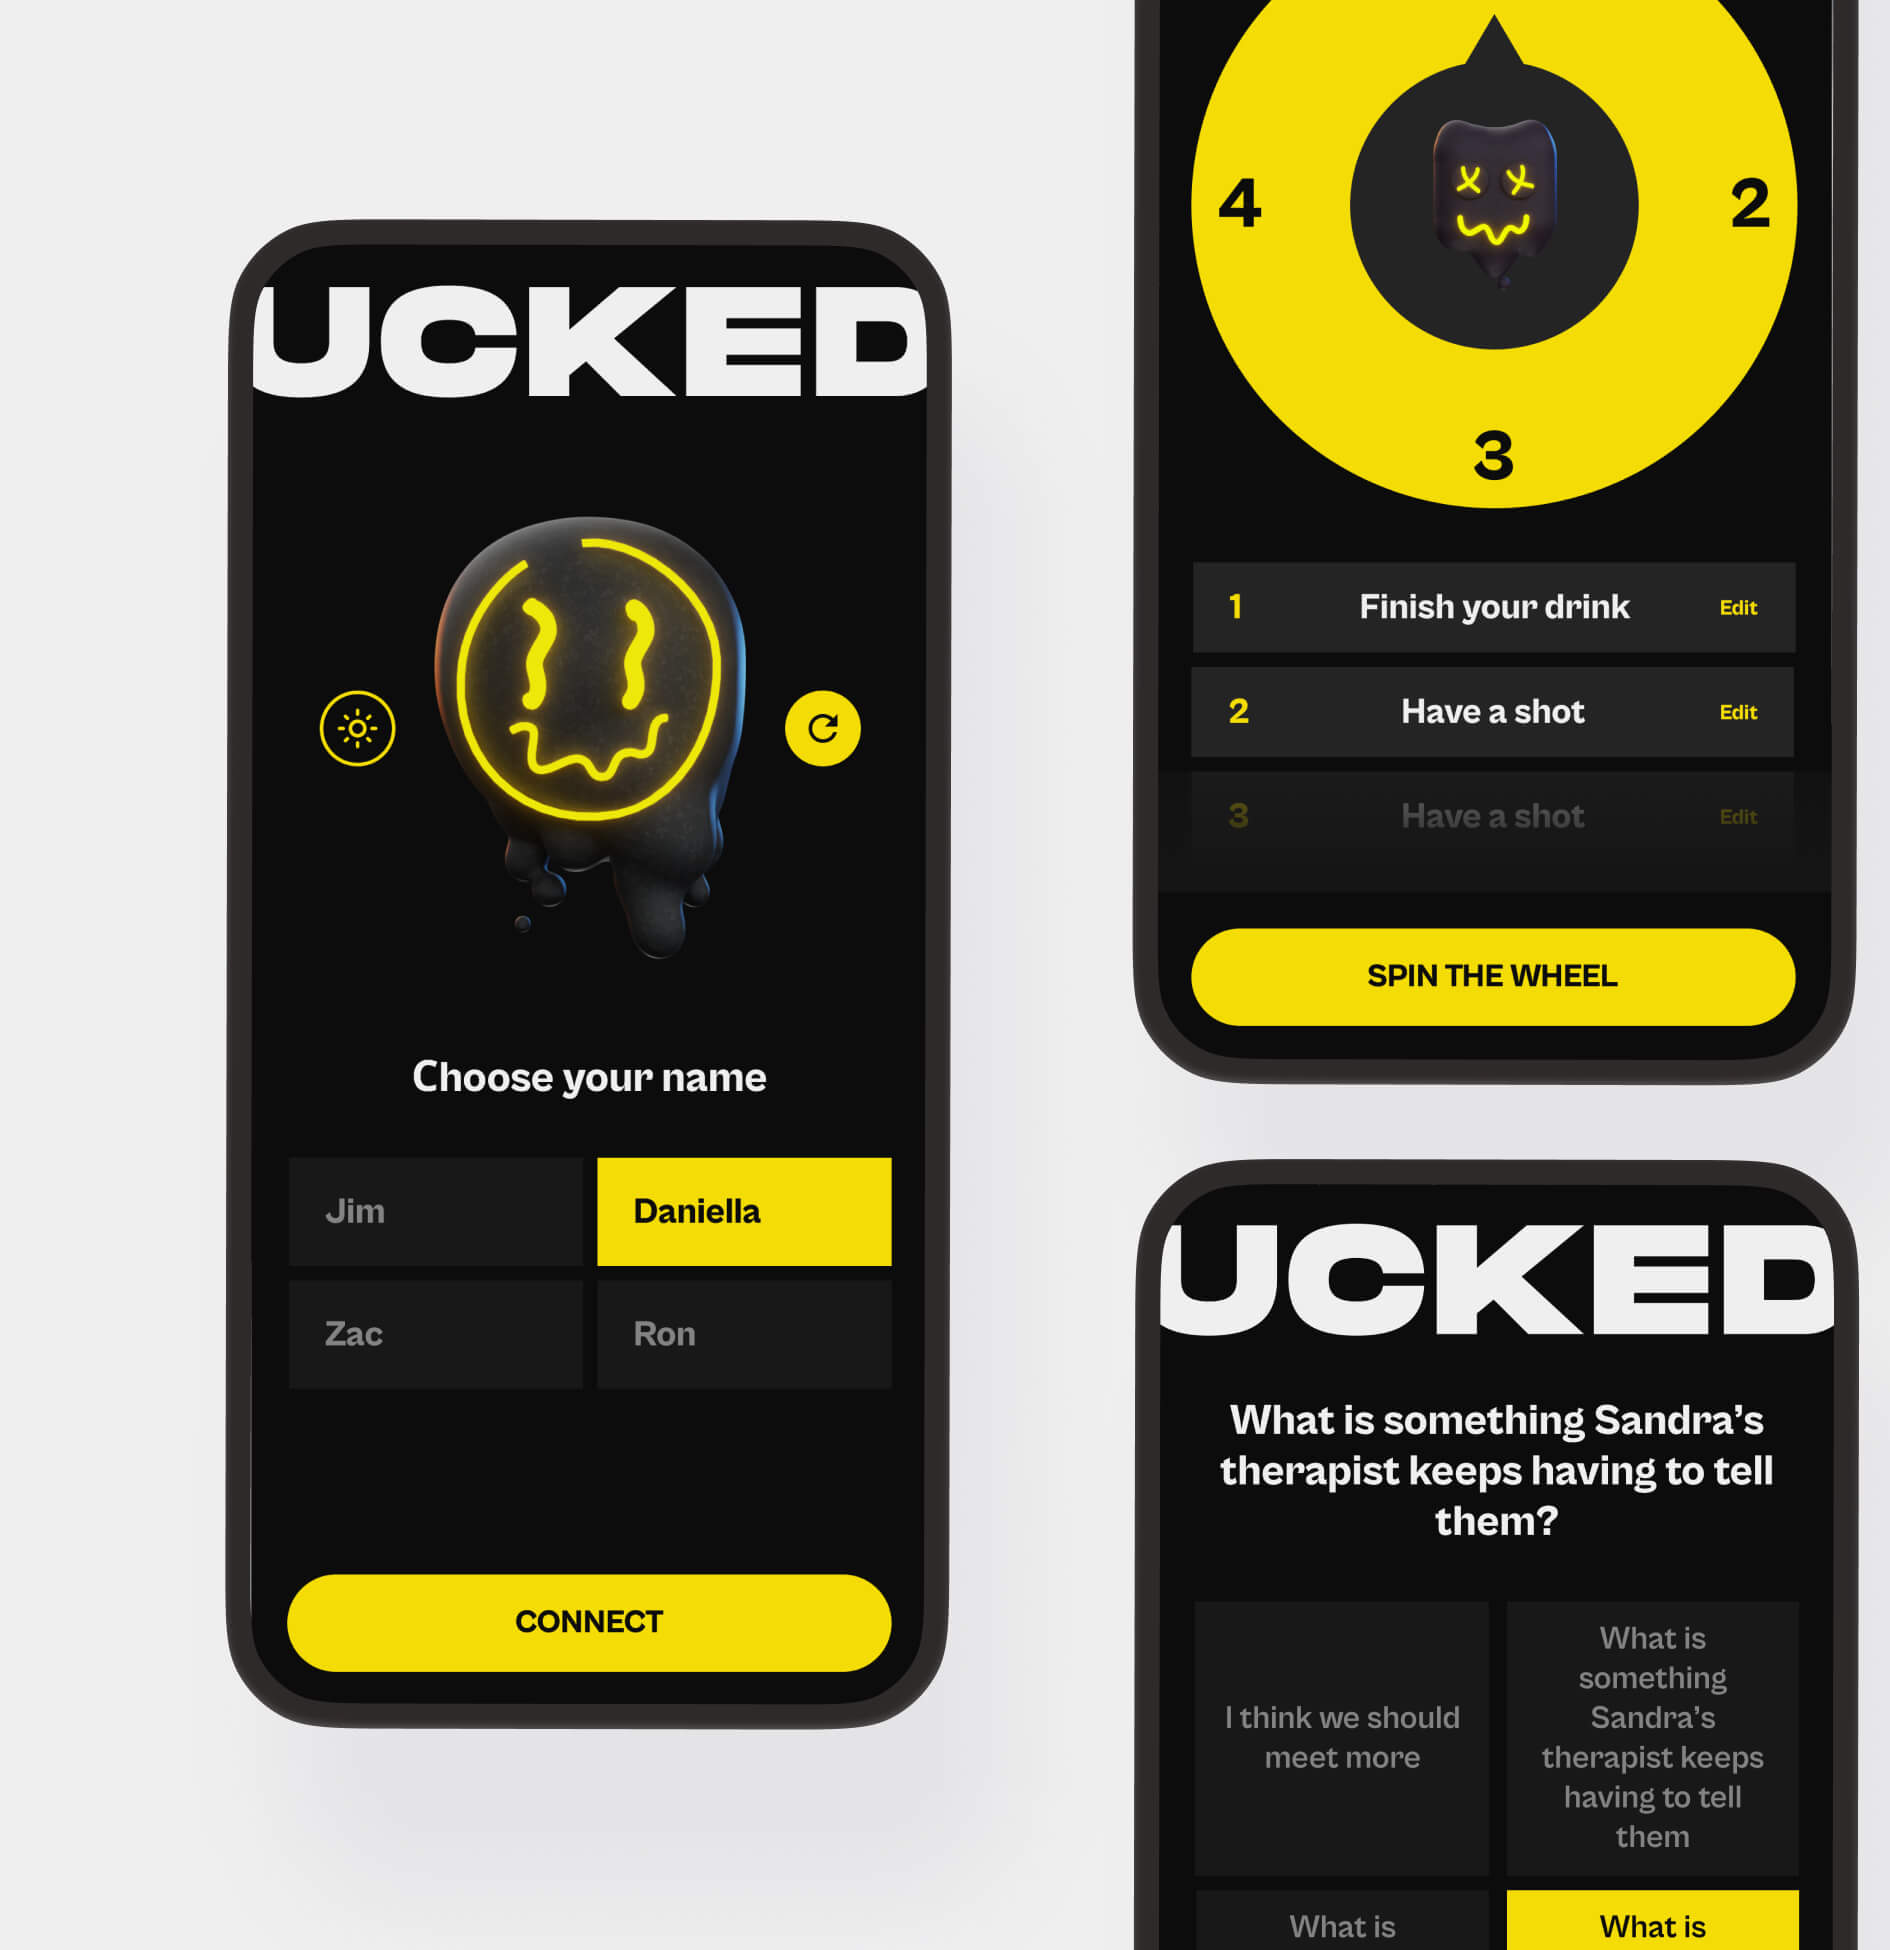 UCKED
Choose your name
Jim
Daniella
Zac
Ron
CONNECT
4
2
3
1 Finish your drink Edit
2 Have a shot Edit
3 Have a shot Edit
SPIN THE WHEEL
UCKED
What is something Sandra’s
therapist keeps having to tell
them?
I think we should
meet more
What is
something
Sandra’s
therapist keeps
having to tell
them
What is
What is